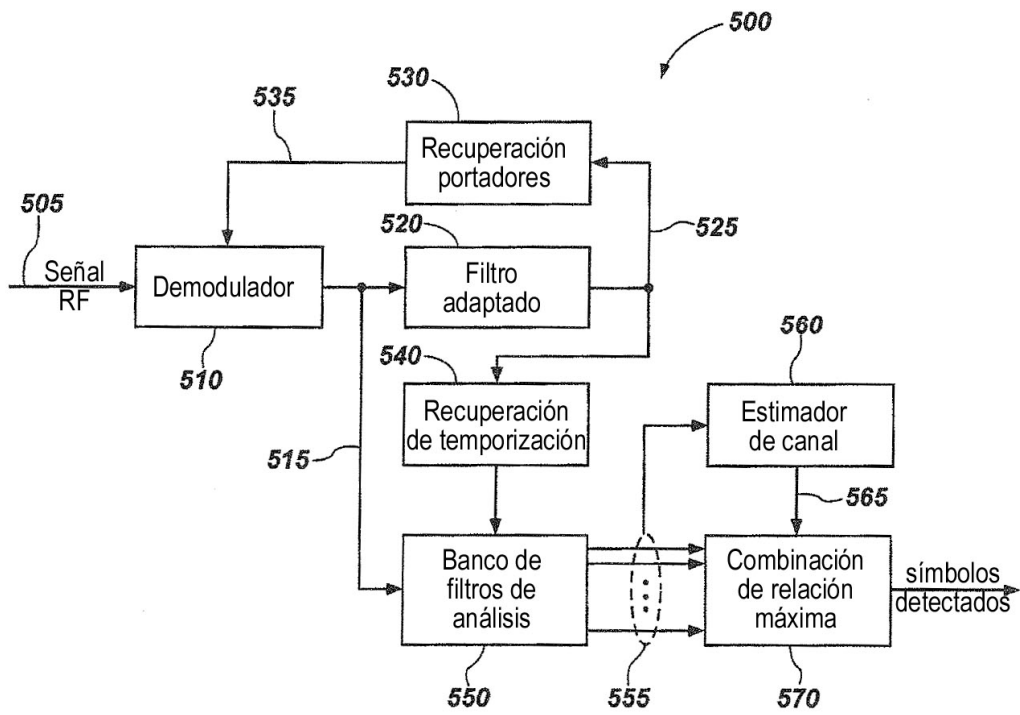 500
530
535
Recuperación
portadores
505
520
525
Señal
RF
Demodulador
Filtro
adaptado
510
540
560
Recuperación
de temporización
Estimador
de canal
515
565
Banco de
filtros de
análisis
Combinación
de relación
máxima
símbolos
detectados
550
555
570